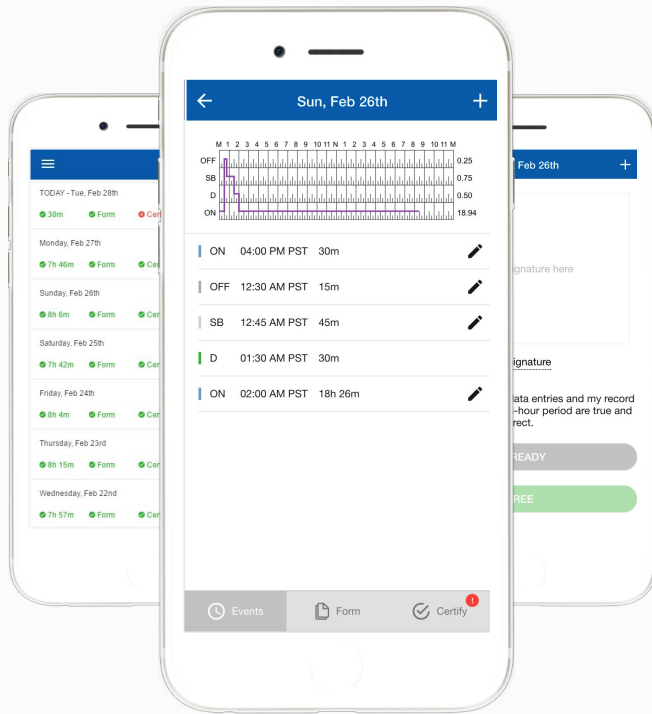 TODAY - Tue, Feb 28th
30m Form
Monday, Feb 27th
7h 46m Form
Sunday, Feb 26th
8h 6m Form
Saturday, Feb 25th
7h 42m Form
Friday, Feb 24th
8h 4m Form
Thursday, Feb 23rd
8h 15m Form
Wednesday, Feb 22nd
7h 57m Form
Sun, Feb 26th
M 1 2 3 4 5 6 7 8 9 10 11 N 1 2 3 4 5 6 7 8 9 10 11 M
OFF 0.25
SB 0.75
D 0.50
ON 18.94
ON 04:00 PM PST 30m
OFF 12:30 AM PST 15m
SB 12:45 AM PST 45m
D 01:30 AM PST 30m
ON 02:00 AM PST 18h 26m
Events Form Certify
!
Feb 26th
ignature here
ignature
ata entries and my record
-hour period are true and
rect.
READY
REE